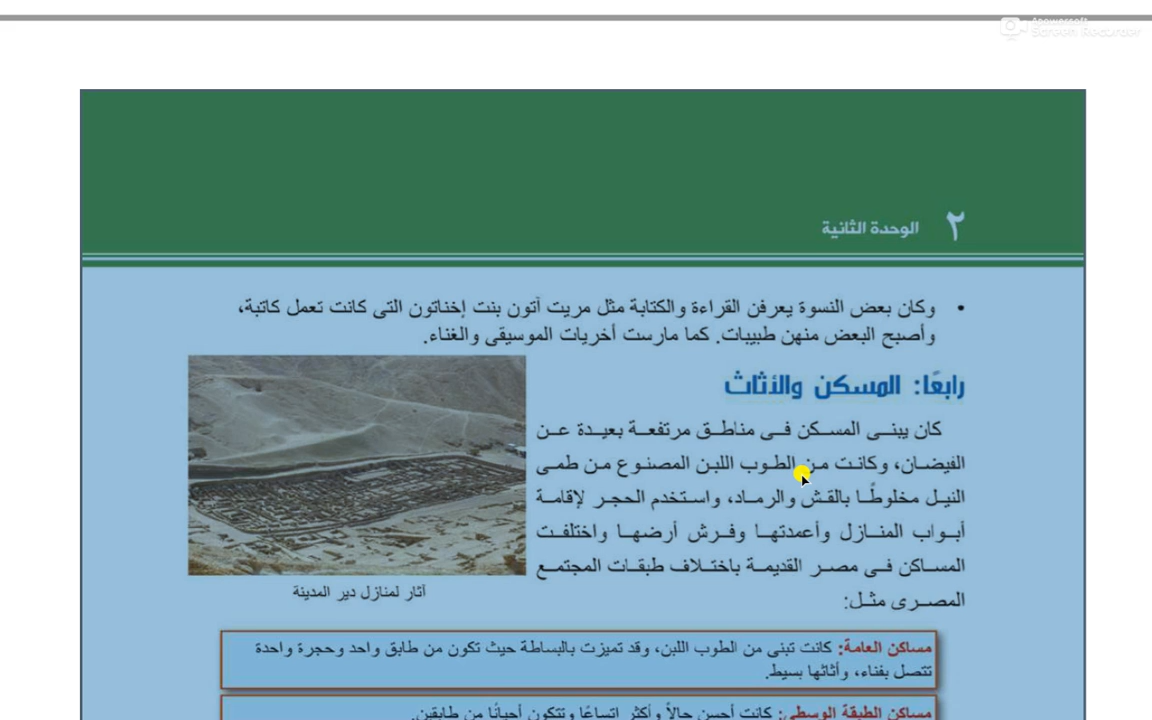 Apowersoft
Screen Recorder
٢ الوحدة الثانية
• وكان بعض النسوة يعرفن القراءة والكتابة مثل مريت آتون بنت إخناتون التى كانت تعمل كاتبة،
وأصبح البعض منهن طبيبات. كما مارست أخريات الموسيقى والغناء.
رابعًا: المسكن والأثاث
كان يبنى المسكن فى مناطق مرتفعة بعيدة عن
الفيضان، وكانت من الطوب اللبن المصنوع من طمى
النيل مخلوطًا بالقش والرماد، واستخدم الحجر لإقامة
أبواب المنازل وأعمدتها وفرش أرضها واختلفت
المساكن فى مصر القديمة باختلاف طبقات المجتمع
المصرى مثل:
آثار لمنازل دير المدينة
مساكن العامة: كانت تبنى من الطوب اللبن، وقد تميزت بالبساطة حيث تكون من طابق واحد وحجرة واحدة
تتصل بفناء، وأثاثها بسيط.
مساكن الطبقة الوسطى: كانت أحسن حالاً وأكثر اتساعًا وتتكون أحيانًا من طابقين.